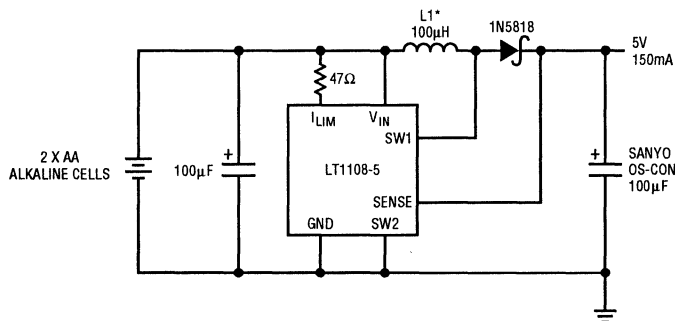 L1*
100µH
1N5818
5V
150mA
47Ω
I_LIM
V_IN
SW1
2 X AA
ALKALINE CELLS
+
100µF
LT1108-5
+
SANYO
OS-CON
100µF
SENSE
GND
SW2